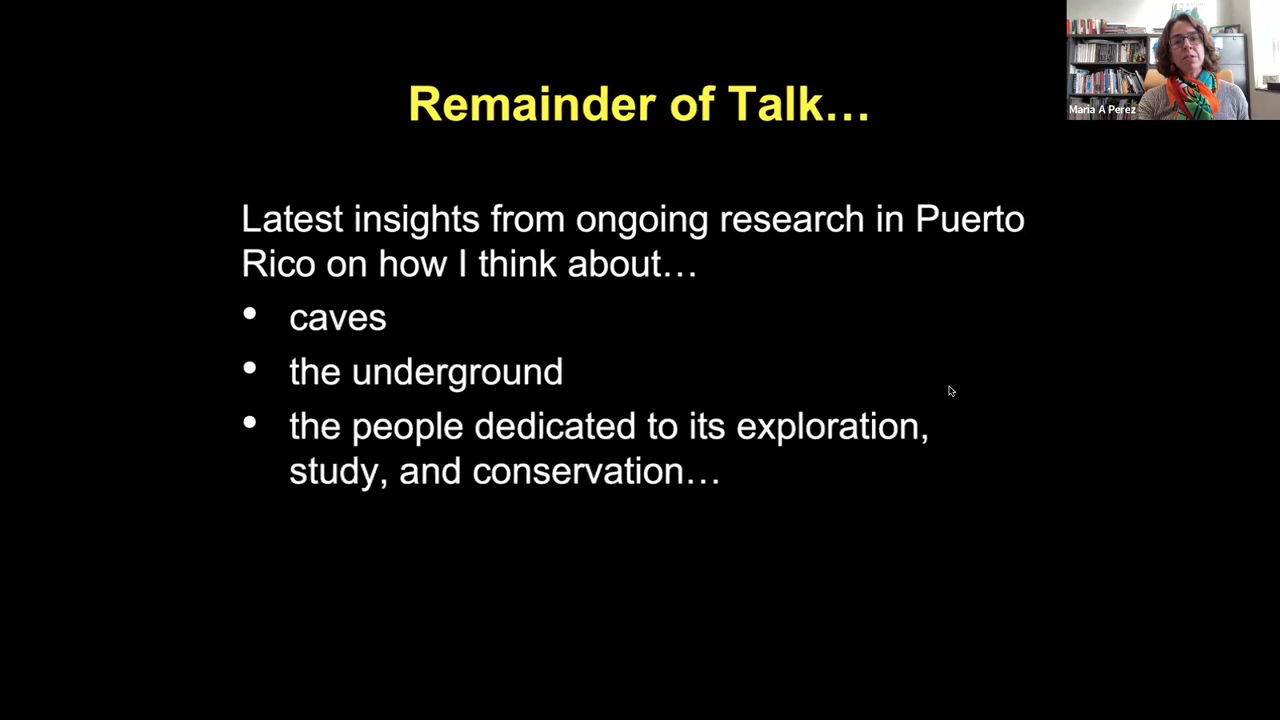 Remainder of Talk…
Maria A Perez
Latest insights from ongoing research in Puerto
Rico on how I think about…
• caves
• the underground
• the people dedicated to its exploration,
study, and conservation…